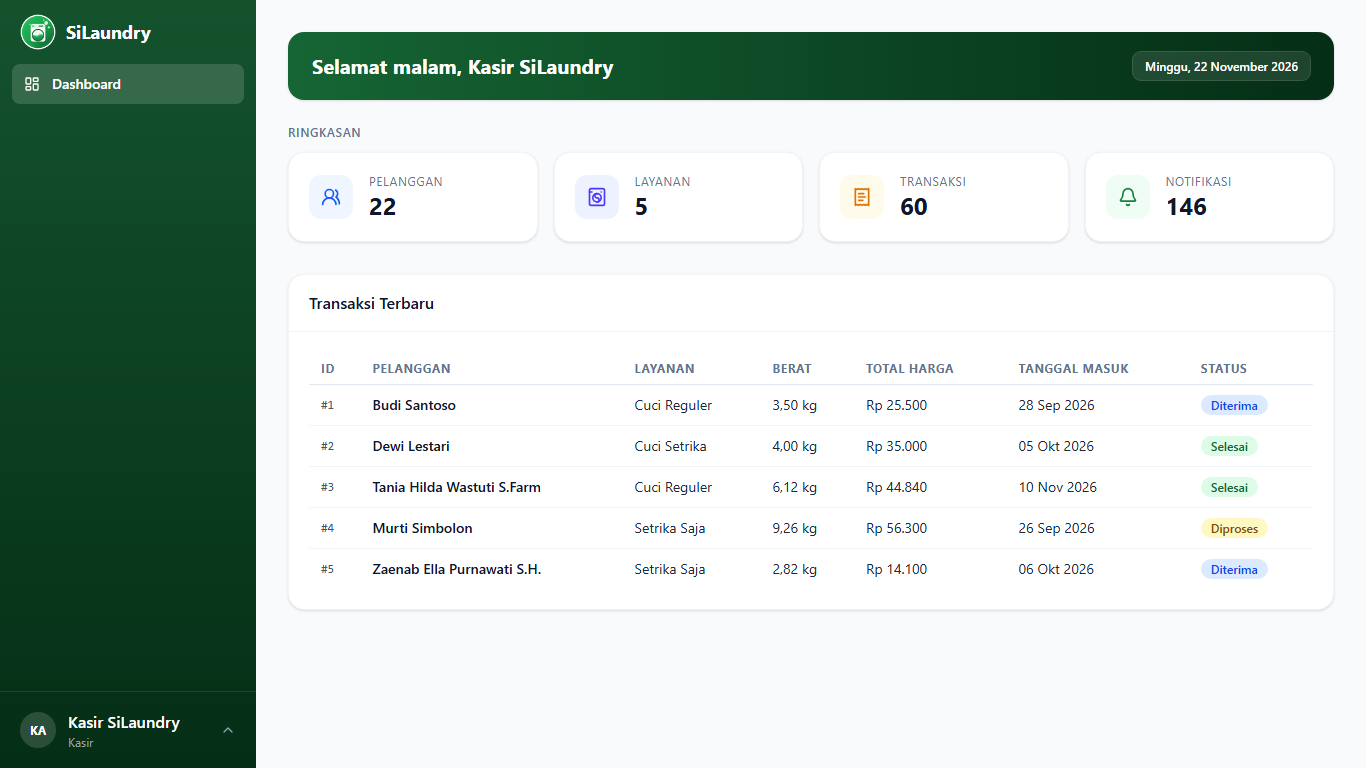 SiLaundry
Dashboard
Selamat malam, Kasir SiLaundry
Minggu, 22 November 2026
RINGKASAN
PELANGGAN
22
LAYANAN
5
TRANSAKSI
60
NOTIFIKASI
146
Transaksi Terbaru
ID PELANGGAN LAYANAN BERAT TOTAL HARGA TANGGAL MASUK STATUS
#1 Budi Santoso Cuci Reguler 3,50 kg Rp 25.500 28 Sep 2026 Diterima
#2 Dewi Lestari Cuci Setrika 4,00 kg Rp 35.000 05 Okt 2026 Selesai
#3 Tania Hilda Wastuti S.Farm Cuci Reguler 6,12 kg Rp 44.840 10 Nov 2026 Selesai
#4 Murti Simbolon Setrika Saja 9,26 kg Rp 56.300 26 Sep 2026 Diproses
#5 Zaenab Ella Purnawati S.H. Setrika Saja 2,82 kg Rp 14.100 06 Okt 2026 Diterima
KA
Kasir SiLaundry
Kasir